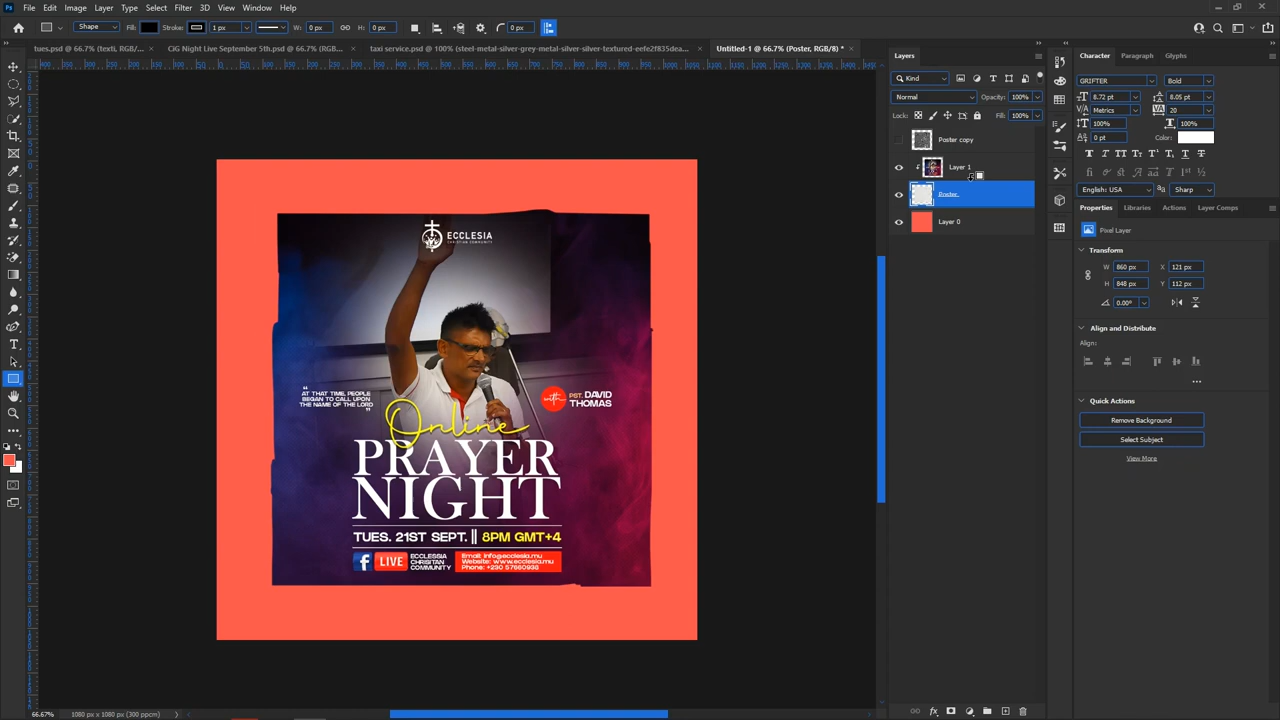 File Edit Image Layer Type Select Filter 3D View Window Help
Shape Fill: Stroke: 1 px W: 0 px H: 0 px 0 px
tues.psd @ 66.7% (texti, RGB/... CIG Night Live September 5th.psd @ 66.7% (RGB/... taxi service.psd @ 100% (steel-metal-silver-grey-metal-silver-silver-textured-eefe2f835dea... Untitled-1 @ 66.7% (Poster, RGB/8) *
ECCLESIA
CHRISTIAN COMMUNITY
“
AT THAT TIME, PEOPLE
BEGAN TO CALL UPON
THE NAME OF THE LORD
”
with PST. DAVID
THOMAS
Online
PRAYER
NIGHT
TUES. 21ST SEPT. || 8PM GMT+4
f LIVE
ECCLESSIA
CHRISITAN
COMMUNITY
Email: info@ecclesia.mu
Website: www.ecclesia.mu
Phone: +230 57660938
66.67% 1080 px x 1080 px (300 ppcm)
Layers
Kind
Normal Opacity: 100%
Lock: Fill: 100%
Poster copy
Layer 1
Poster
Layer 0
Character Paragraph Glyphs
GRIFTER Bold
8.72 pt 8.05 pt
Metrics 20
100% 100%
0 pt Color:
English: USA Sharp
Properties Libraries Actions Layer Comps
Pixel Layer
Transform
W 860 px X 121 px
H 848 px Y 112 px
0.00°
Align and Distribute
Align:
Quick Actions
Remove Background
Select Subject
View More